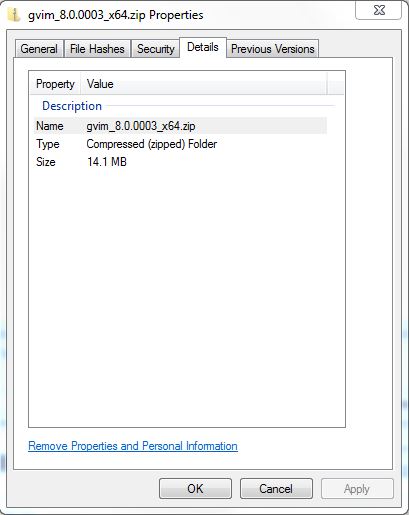 gvim_8.0.0003_x64.zip Properties
General File Hashes Security Details Previous Versions
Property Value
Description
Name gvim_8.0.0003_x64.zip
Type Compressed (zipped) Folder
Size 14.1 MB
Remove Properties and Personal Information
OK Cancel Apply